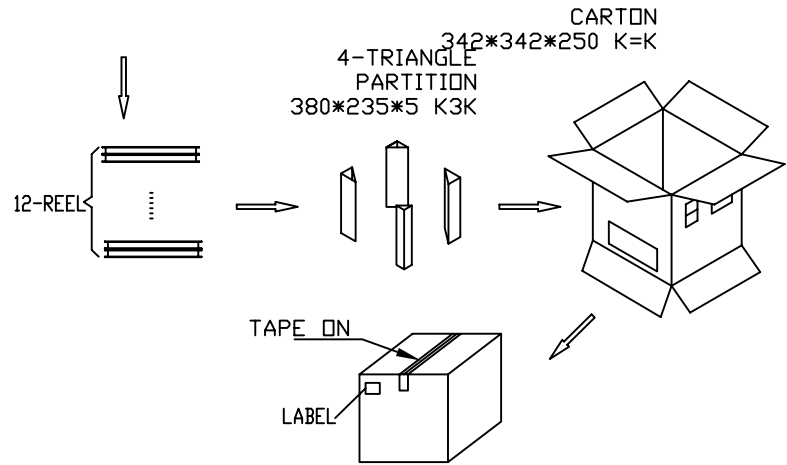 CARTON
342*342*250 K=K
4-TRIANGLE
PARTITION
380*235*5 K3K
12-REEL
TAPE ON
LABEL